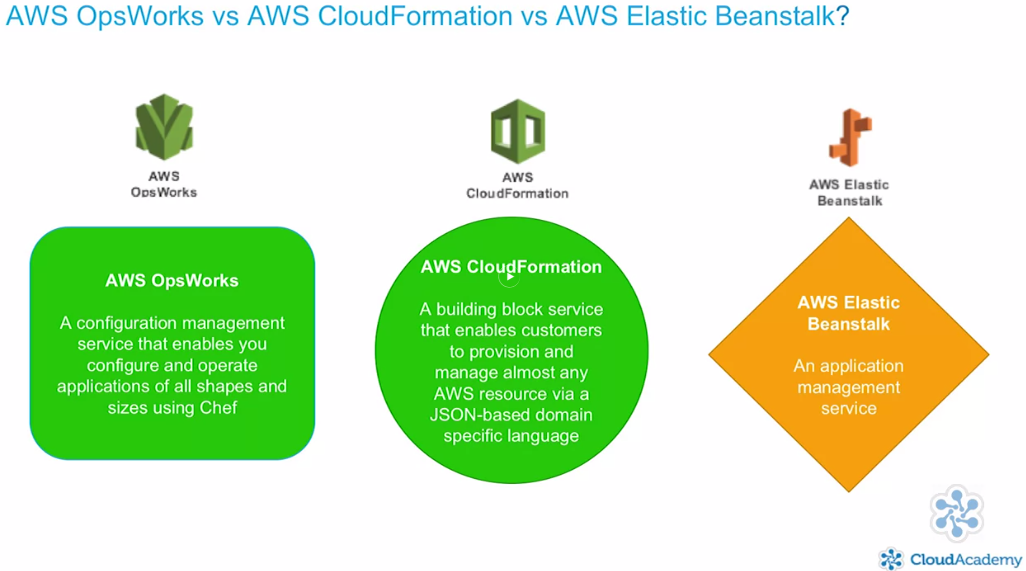 AWS OpsWorks vs AWS CloudFormation vs AWS Elastic Beanstalk?
AWS
OpsWorks
AWS
CloudFormation
AWS Elastic
Beanstalk
AWS OpsWorks
A configuration management
service that enables you
configure and operate
applications of all shapes and
sizes using Chef
AWS CloudFormation
A building block service
that enables customers
to provision and
manage almost any
AWS resource via a
JSON-based domain
specific language
AWS Elastic
Beanstalk
An application
management
service
CloudAcademy